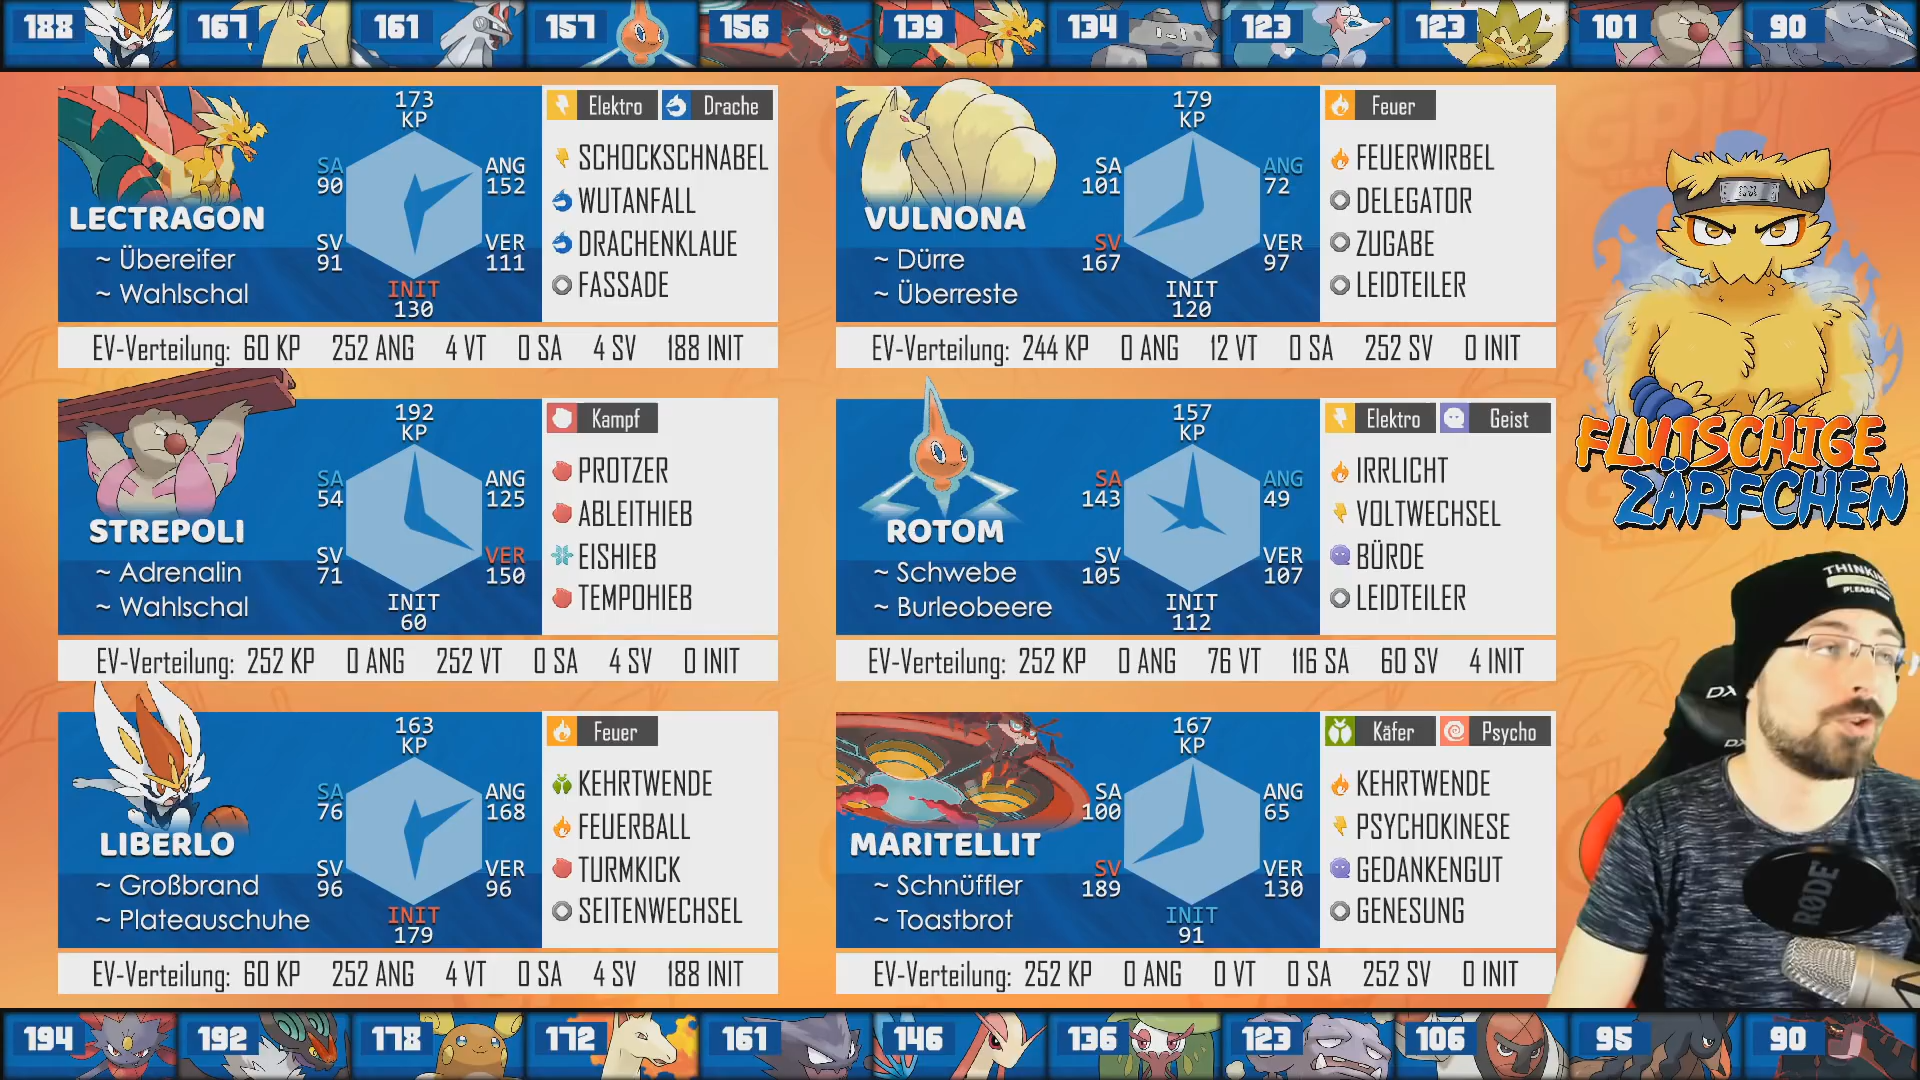 188 167 161 157 156 139 134 123 123 101 90
173
KP
SA
90
ANG
152
SV
91
VER
111
INIT
130
LECTRAGON
~ Übereifer
~ Wahlschal
Elektro Drache
SCHOCKSCHNABEL
WUTANFALL
DRACHENKLAUE
FASSADE
EV-Verteilung: 60 KP 252 ANG 4 VT 0 SA 4 SV 188 INIT
179
KP
SA
101
ANG
72
SV
167
VER
97
INIT
120
VULNONA
~ Dürre
~ Überreste
Feuer
FEUERWIRBEL
DELEGATOR
ZUGABE
LEIDTEILER
EV-Verteilung: 244 KP 0 ANG 12 VT 0 SA 252 SV 0 INIT
192
KP
SA
54
ANG
125
SV
71
VER
150
INIT
60
STREPOLI
~ Adrenalin
~ Wahlschal
Kampf
PROTZER
ABLEITHIEB
EISHIEB
TEMPOHIEB
EV-Verteilung: 252 KP 0 ANG 252 VT 0 SA 4 SV 0 INIT
157
KP
SA
143
ANG
49
SV
105
VER
107
INIT
112
ROTOM
~ Schwebe
~ Burleobeere
Elektro Geist
IRRLICHT
VOLTWECHSEL
BÜRDE
LEIDTEILER
EV-Verteilung: 252 KP 0 ANG 76 VT 116 SA 60 SV 4 INIT
163
KP
SA
76
ANG
168
SV
96
VER
96
INIT
179
LIBERLO
~ Großbrand
~ Plateauschuhe
Feuer
KEHRTWENDE
FEUERBALL
TURMKICK
SEITENWECHSEL
EV-Verteilung: 60 KP 252 ANG 4 VT 0 SA 4 SV 188 INIT
167
KP
SA
100
ANG
65
SV
189
VER
130
INIT
91
MARITELLIT
~ Schnüffler
~ Toastbrot
Käfer Psycho
KEHRTWENDE
PSYCHOKINESE
GEDANKENGUT
GENESUNG
EV-Verteilung: 252 KP 0 ANG 0 VT 0 SA 252 SV 0 INIT
FLUTSCHIGE
ZÄPFCHEN
PLEASE
DX
DX
RØDE
194 192 178 172 161 146 136 123 106 95 90